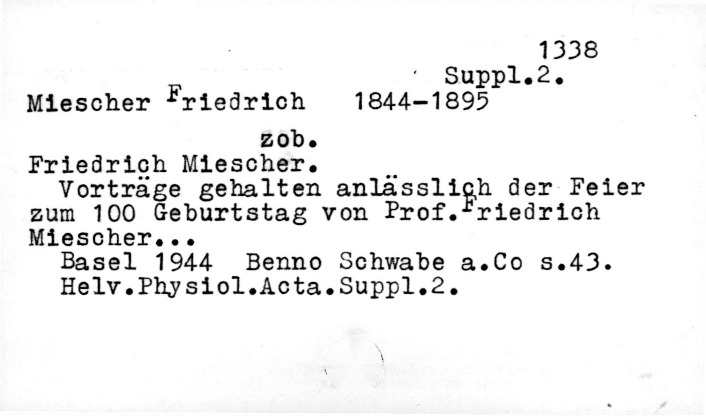 1338
Suppl.2.
Miescher Friedrich 1844-1895
zob.
Friedrich Miescher.
Vorträge gehalten anlässlich der Feier
zum 100 Geburtstag von Prof.Friedrich
Miescher...
Basel 1944 Benno Schwabe a.Co s.43.
Helv.Physiol.Acta.Suppl.2.